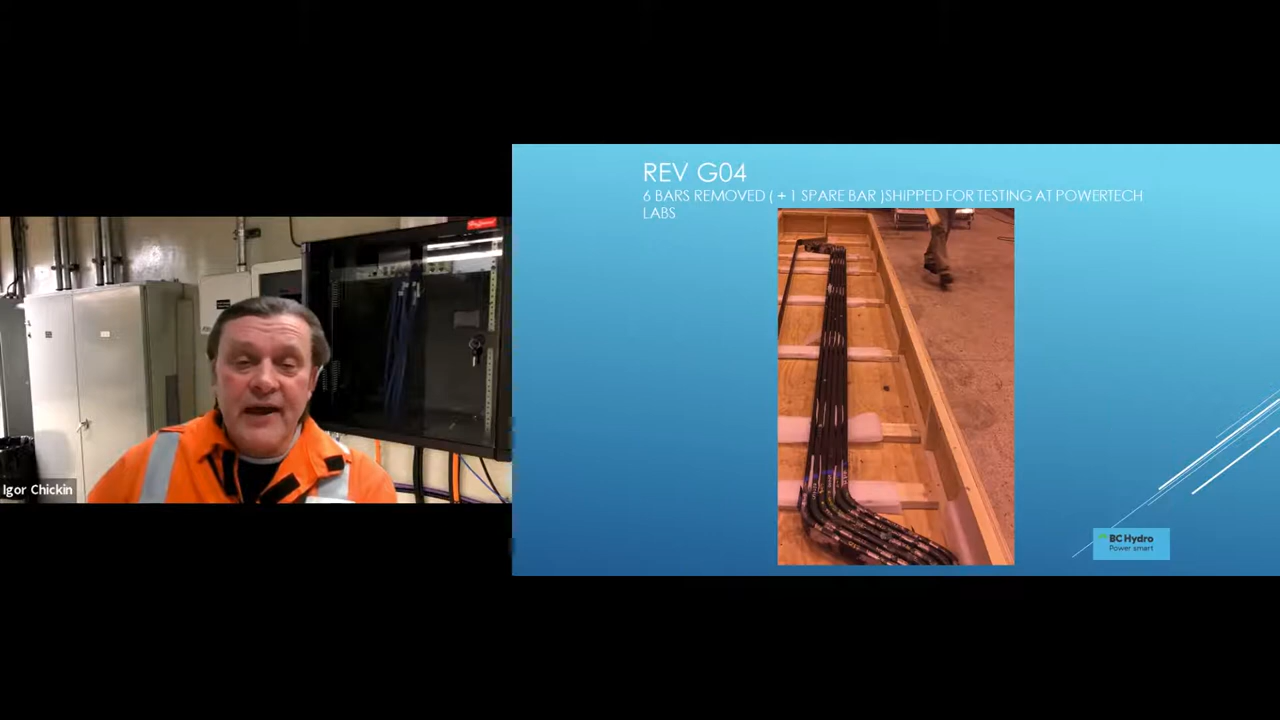 REV G04
6 BARS REMOVED ( + 1 SPARE BAR )SHIPPED FOR TESTING AT POWERTECH
LABS
Igor Chickin
BC Hydro
Power smart